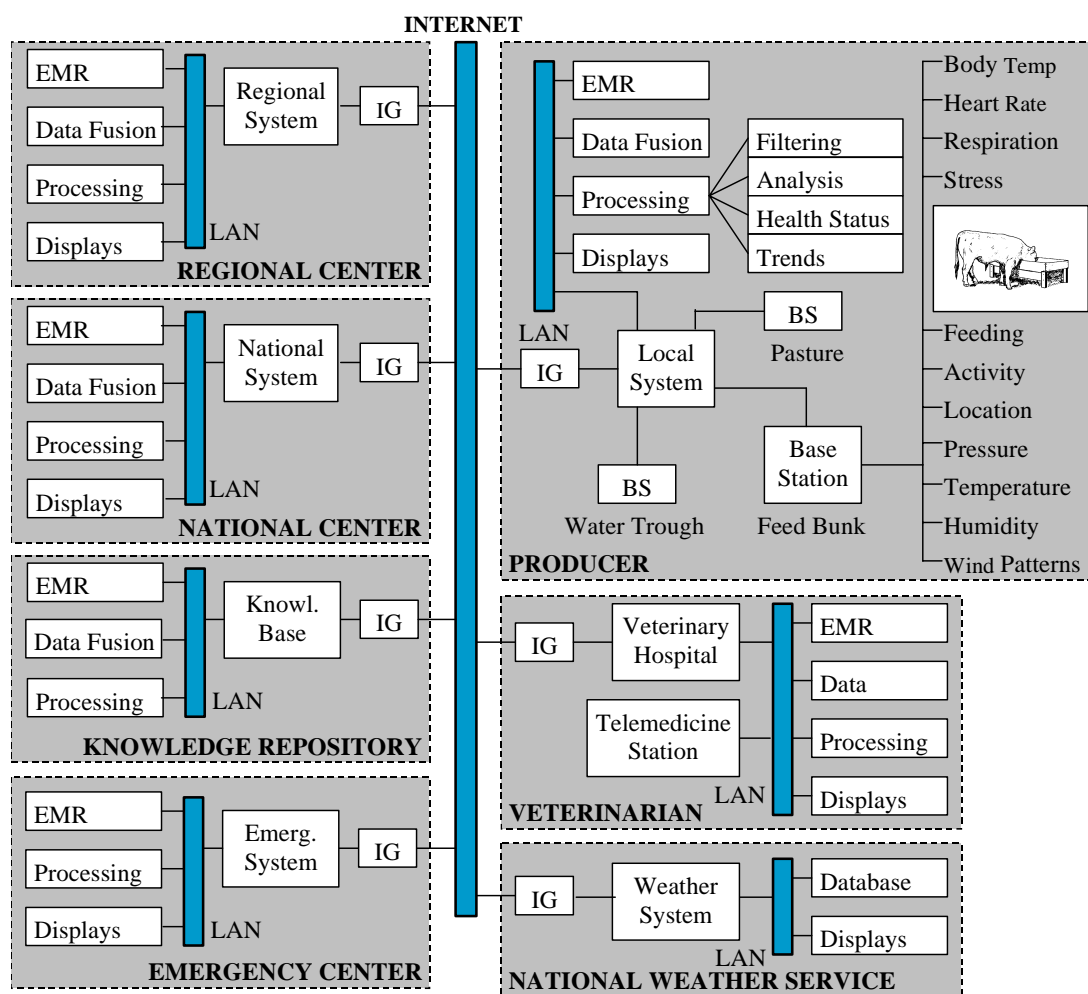 INTERNET
EMR
Data Fusion
Processing
Displays
LAN
Regional
System
IG
REGIONAL CENTER
EMR
Data Fusion
Processing
Displays
LAN
National
System
IG
NATIONAL CENTER
EMR
Data Fusion
Processing
LAN
Knowl.
Base
IG
KNOWLEDGE REPOSITORY
EMR
Processing
Displays
LAN
Emerg.
System
IG
EMERGENCY CENTER
EMR
Data Fusion
Processing
Displays
LAN
Filtering
Analysis
Health Status
Trends
IG
Local
System
BS
Pasture
BS
Water Trough
Base
Station
Feed Bunk
Body Temp
Heart Rate
Respiration
Stress
Feeding
Activity
Location
Pressure
Temperature
Humidity
Wind Patterns
PRODUCER
IG
Veterinary
Hospital
Telemedicine
Station
LAN
EMR
Data
Processing
Displays
VETERINARIAN
IG
Weather
System
LAN
Database
Displays
NATIONAL WEATHER SERVICE